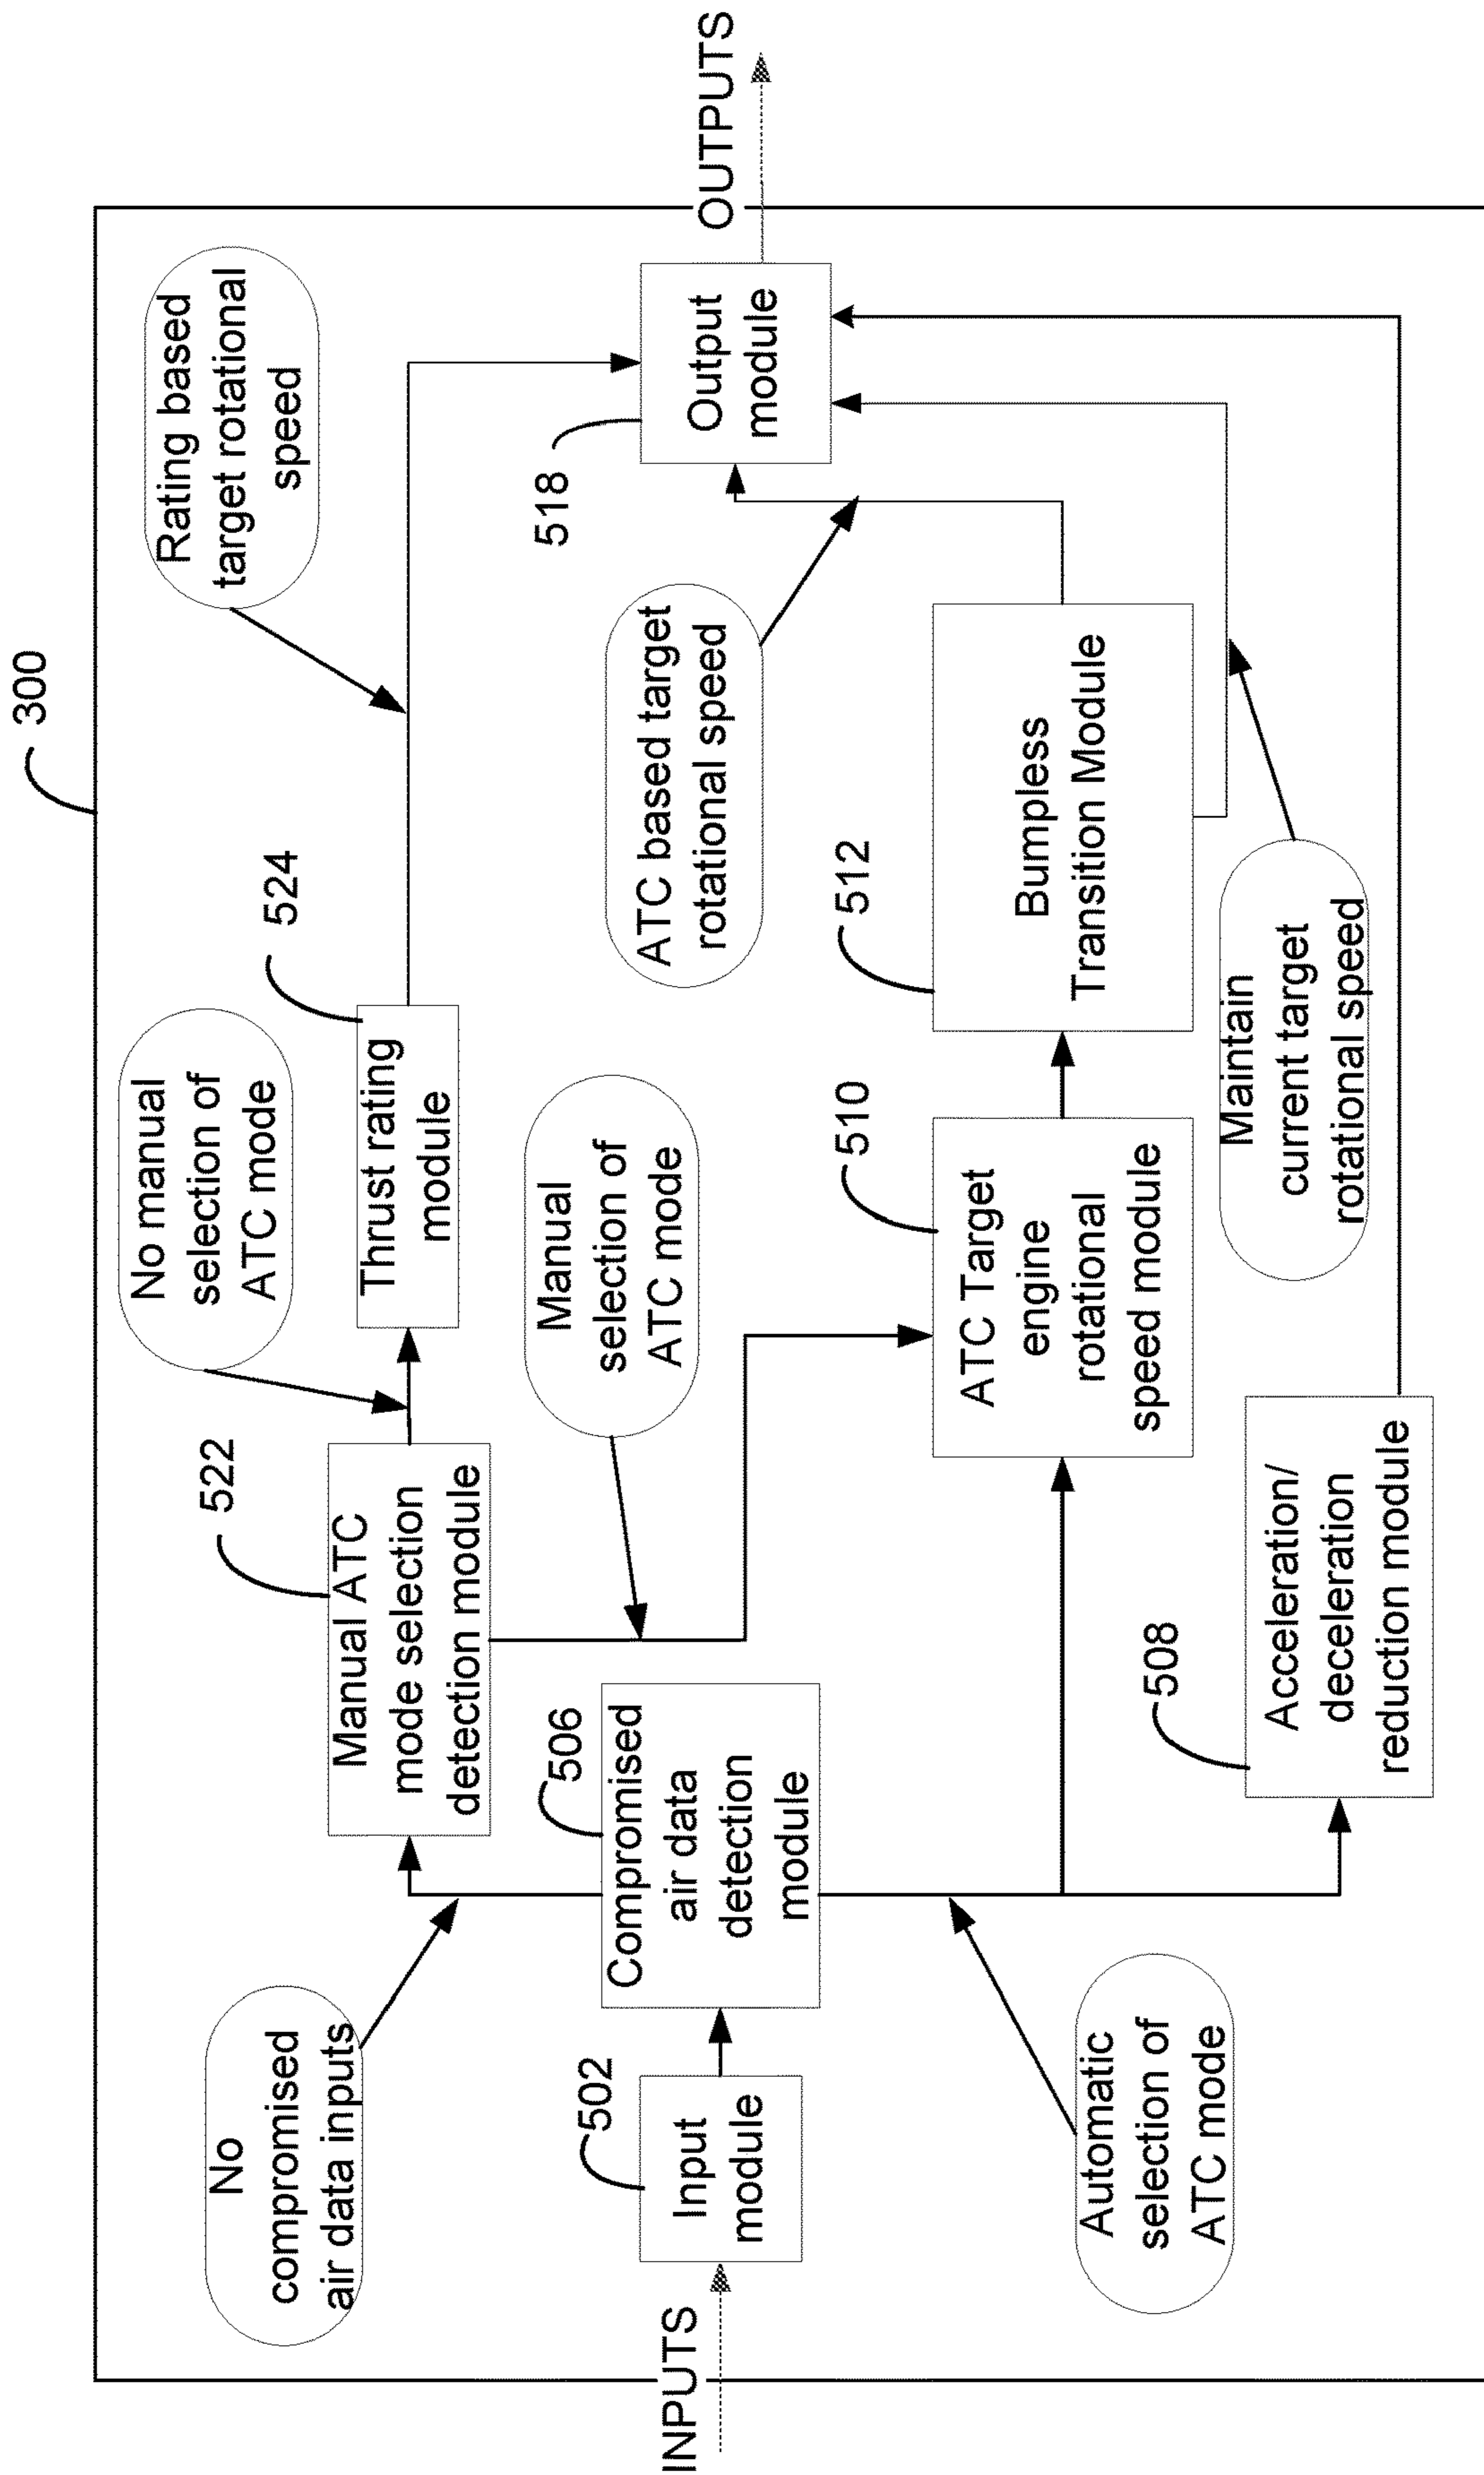 300
No
compromised
air data inputs
522
Manual ATC
mode selection
detection module
No manual
selection of
ATC mode
524
Thrust rating
module
Rating based
target rotational
speed
INPUTS
502
Input
module
506
Compromised
air data
detection
module
Manual
selection of
ATC mode
ATC based target
rotational speed
518
Output
module
OUTPUTS
Automatic
selection of
ATC mode
510
ATC Target
engine
rotational
speed module
512
Bumpless
Transition Module
508
Acceleration/
deceleration
reduction module
Maintain
current target
rotational speed